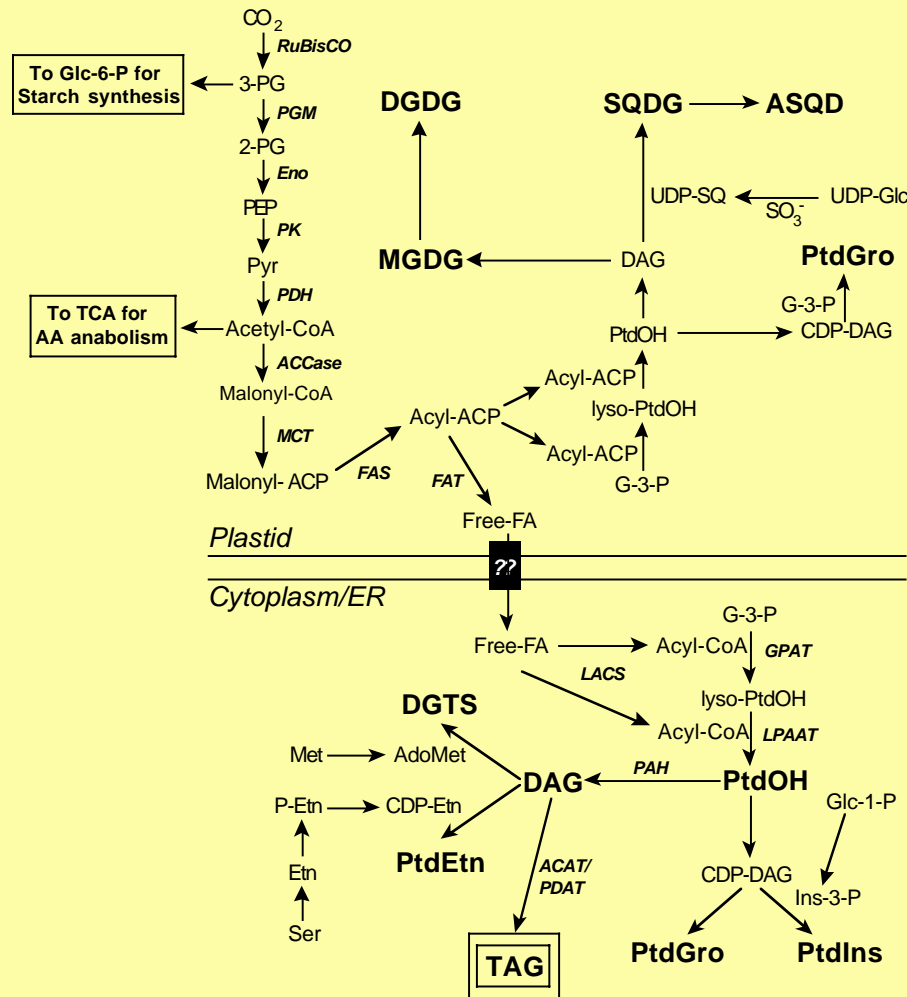 CO2
RuBisCO
To Glc-6-P for
Starch synthesis
3-PG
PGM
2-PG
Eno
PEP
PK
Pyr
PDH
To TCA for
AA anabolism
Acetyl-CoA
ACCase
Malonyl-CoA
MCT
Malonyl- ACP
FAS
Acyl-ACP
FAT
Free-FA
DGDG
MGDG
SQDG
ASQD
UDP-SQ
SO3-
UDP-Glc
DAG
PtdGro
G-3-P
CDP-DAG
PtdOH
Acyl-ACP
lyso-PtdOH
Acyl-ACP
G-3-P
Plastid
??
Cytoplasm/ER
Free-FA
LACS
G-3-P
Acyl-CoA
GPAT
lyso-PtdOH
Acyl-CoA
LPAAT
DGTS
Met
AdoMet
DAG
PAH
PtdOH
P-Etn
CDP-Etn
Glc-1-P
PtdEtn
Etn
Ser
ACAT/
PDAT
CDP-DAG
Ins-3-P
TAG
PtdGro
PtdIns